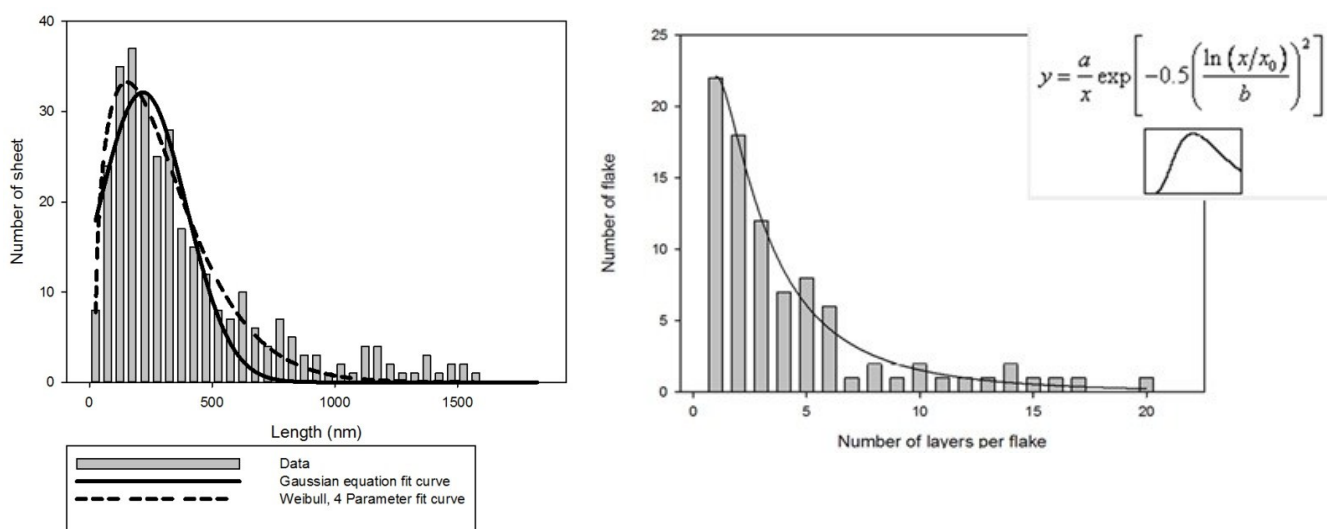 40
30
20
10
0
Number of sheet
0 500 1000 1500
Length (nm)
Data
Gaussian equation fit curve
Weibull, 4 Parameter fit curve
25
20
15
10
5
0
Number of flake
0 5 10 15 20
Number of layers per flake
y = a/x exp[-0.5(ln (x/x₀)/b)²]